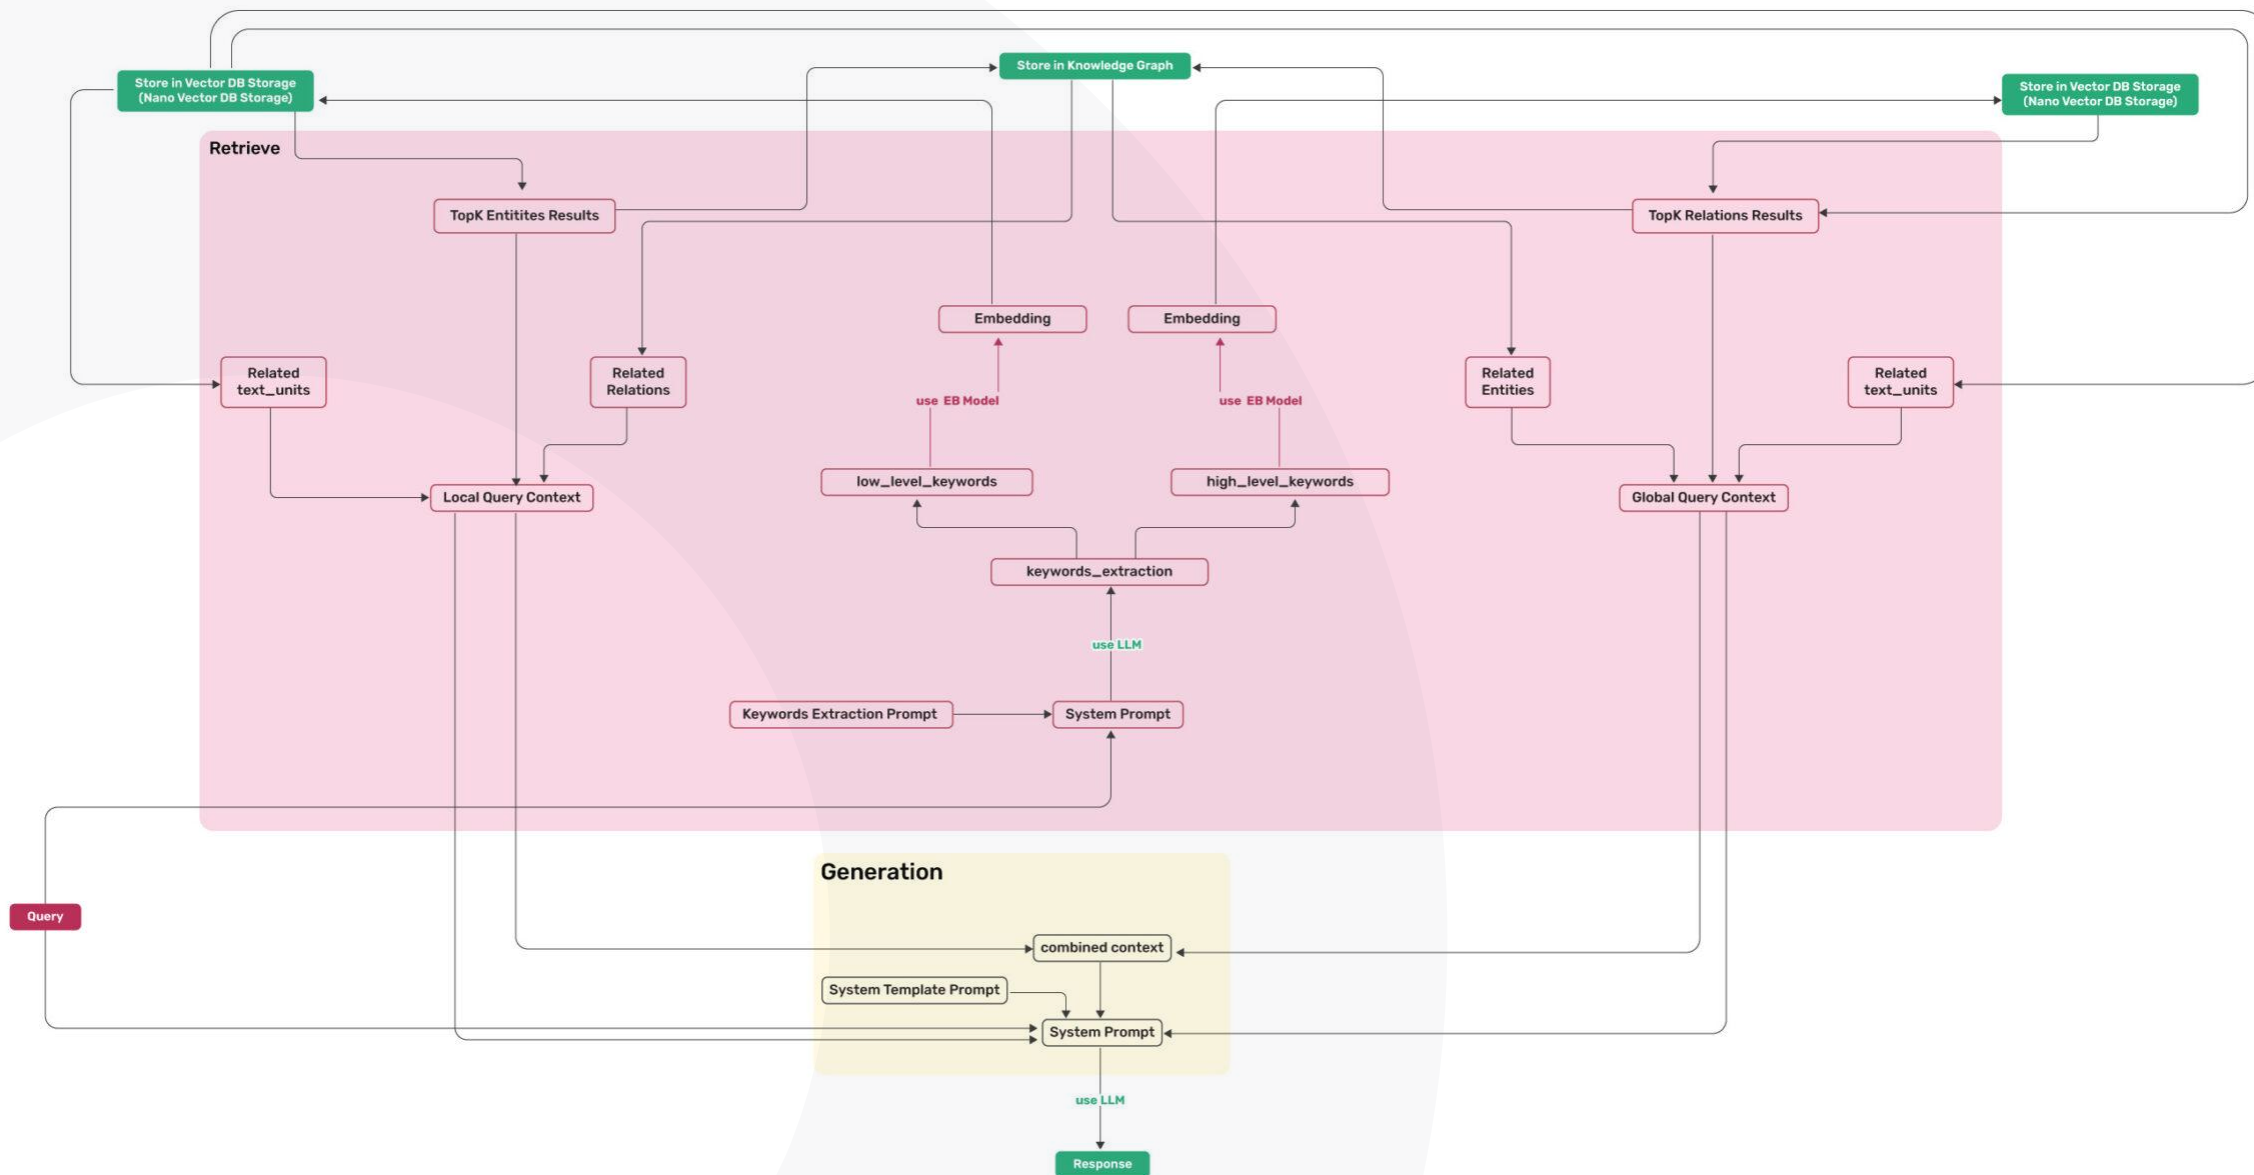 Store in Knowledge Graph
Store in Vector DB Storage
(Nano Vector DB Storage)
Store in Vector DB Storage
(Nano Vector DB Storage)
Retrieve
TopK Entitites Results
TopK Relations Results
Embedding
Embedding
Related
text_units
Related
Relations
Related
Entities
Related
text_units
use EB Model
use EB Model
low_level_keywords
high_level_keywords
Local Query Context
Global Query Context
keywords_extraction
use LLM
Keywords Extraction Prompt
System Prompt
Generation
Query
combined context
System Template Prompt
System Prompt
use LLM
Response